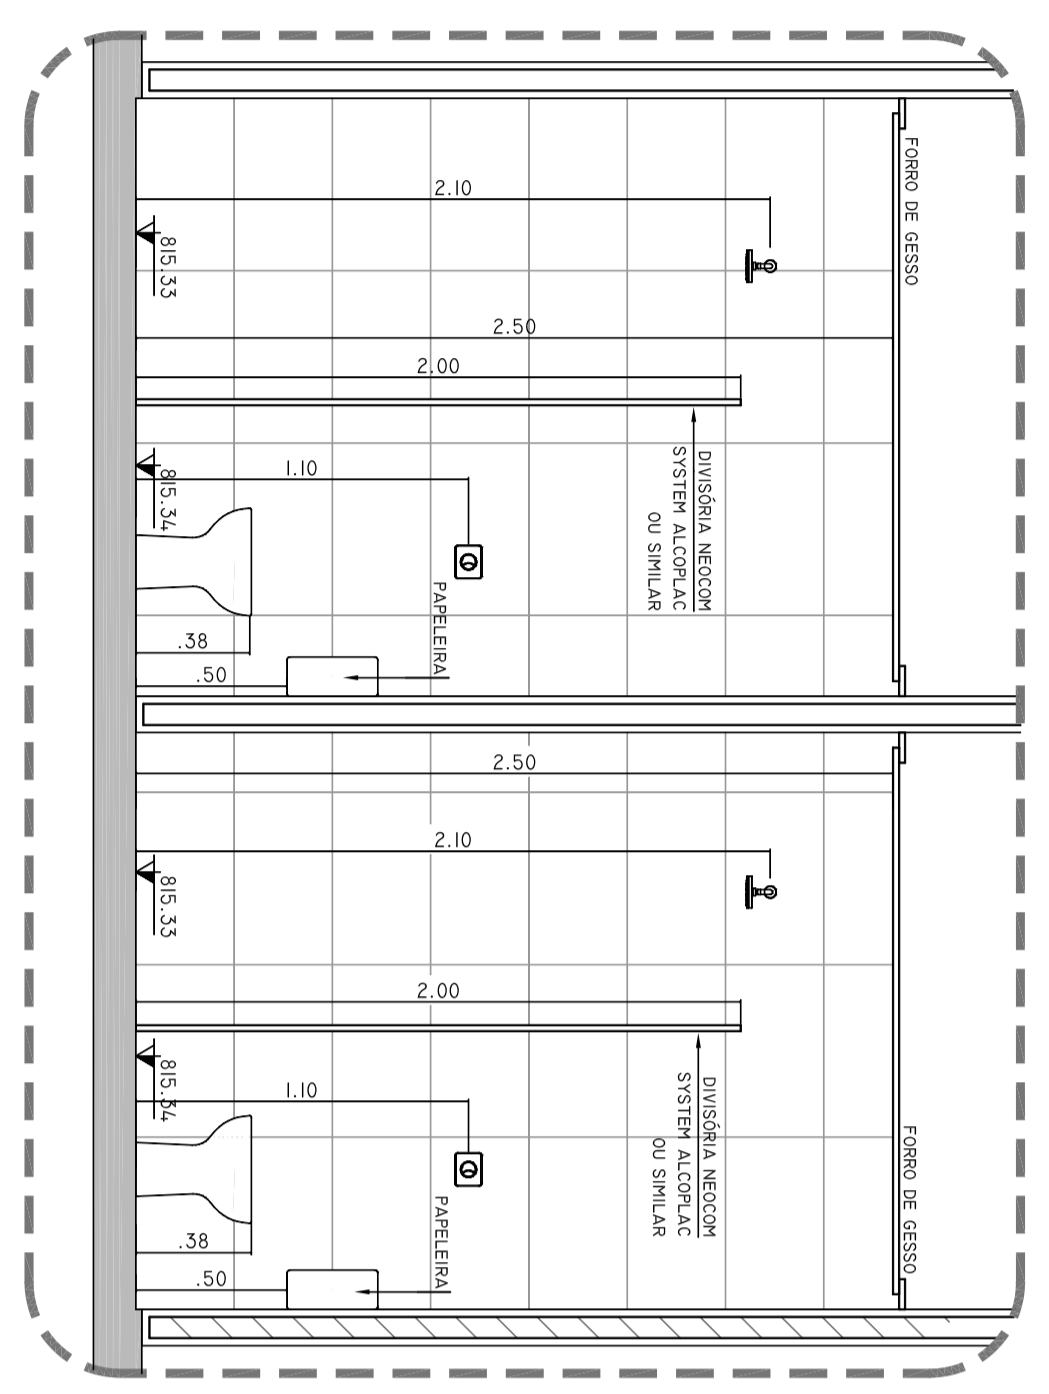 FORRO DE GESSO
2.10
815.33
2.50
2.00
DIVISÓRIA NEOCOM
SYSTEM ALCOPLAC
OU SIMILAR
1.10
815.34
PAPELEIRA
.38
.50
2.50
2.10
815.33
2.00
DIVISÓRIA NEOCOM
SYSTEM ALCOPLAC
OU SIMILAR
815.34
1.10
FORRO DE GESSO
PAPELEIRA
.38
.50